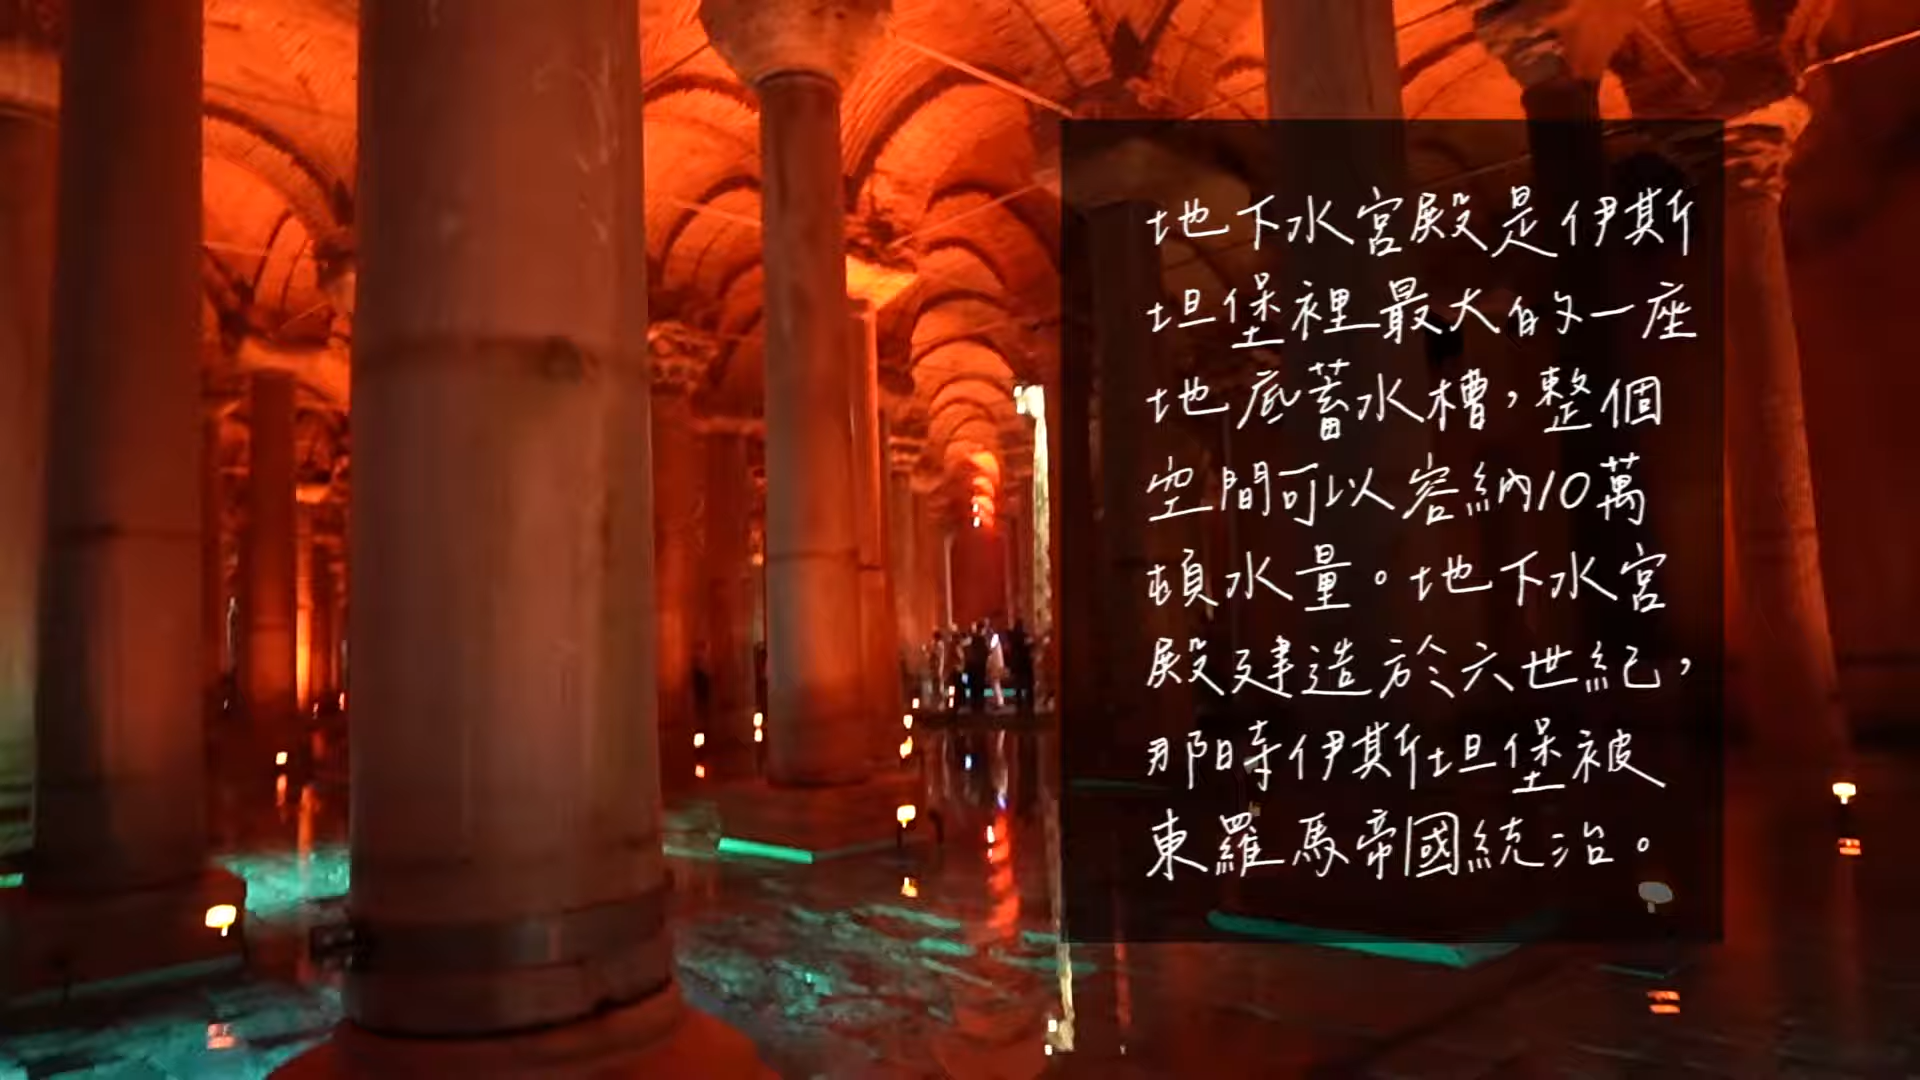 地下水宮殿是伊斯
坦堡裡最大的一座
地底蓄水槽，整個
空間可以容納10萬
頓水量。地下水宮
殿建造於六世紀，
那時伊斯坦堡被
東羅馬帝國統治。